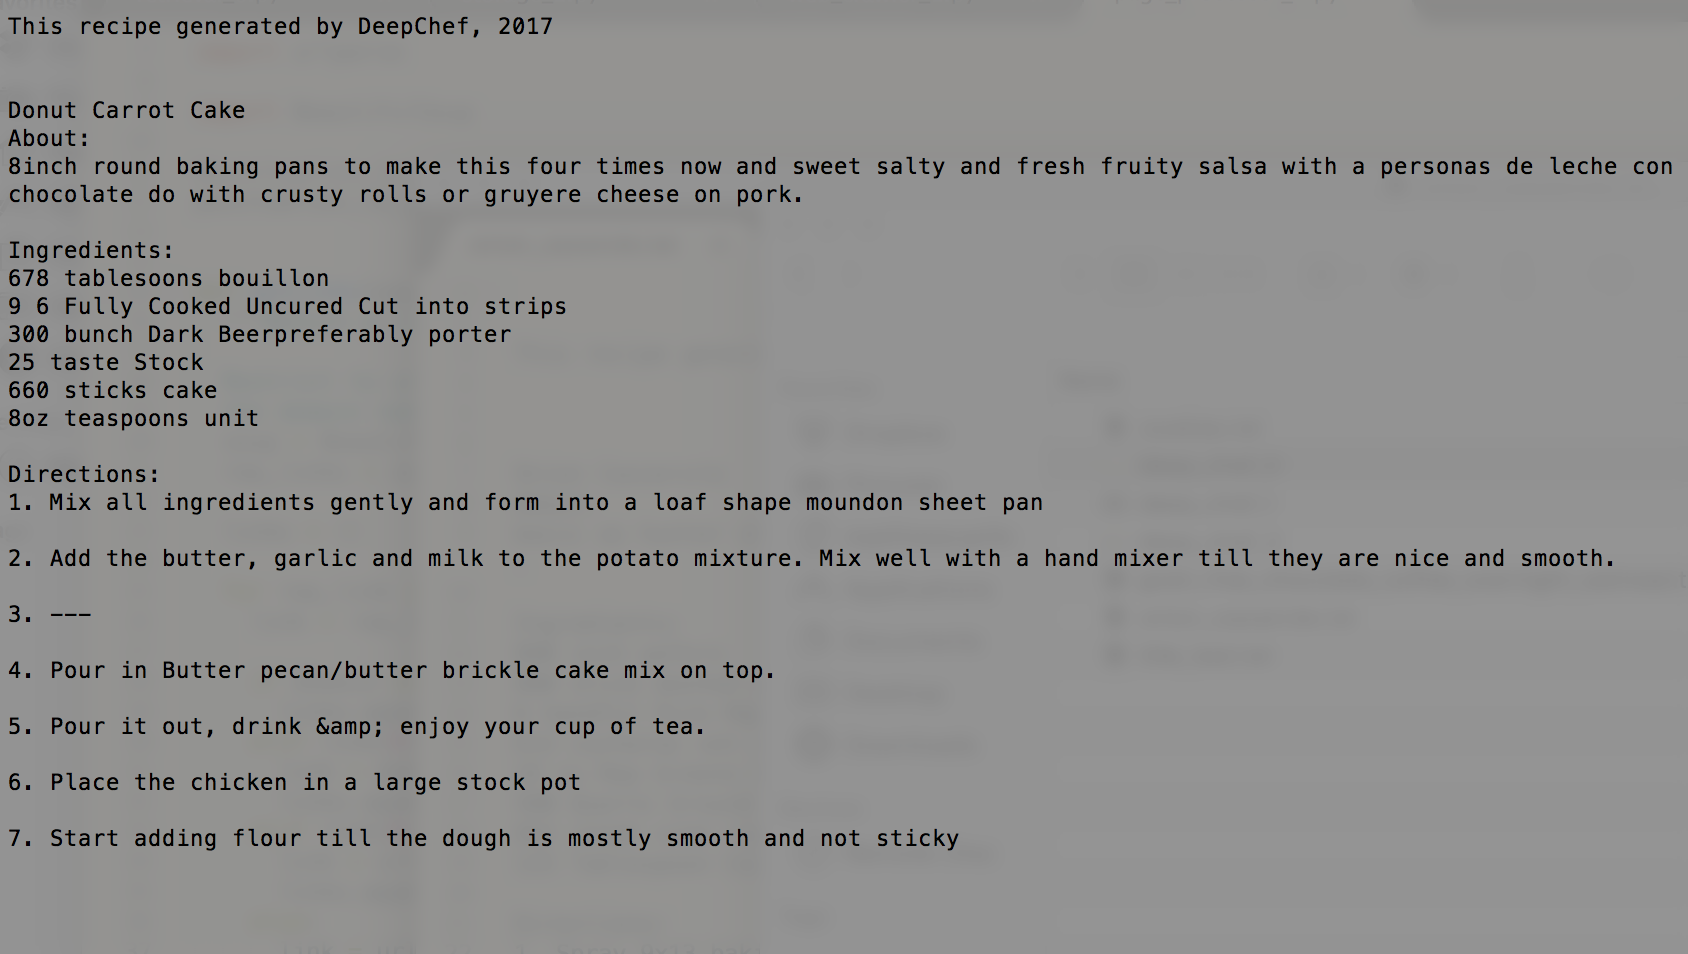 This recipe generated by DeepChef, 2017
Donut Carrot Cake
About:
8inch round baking pans to make this four times now and sweet salty and fresh fruity salsa with a personas de leche con
chocolate do with crusty rolls or gruyere cheese on pork.
Ingredients:
678 tablesoons bouillon
9 6 Fully Cooked Uncured Cut into strips
300 bunch Dark Beerpreferably porter
25 taste Stock
660 sticks cake
8oz teaspoons unit
Directions:
1. Mix all ingredients gently and form into a loaf shape moundon sheet pan
2. Add the butter, garlic and milk to the potato mixture. Mix well with a hand mixer till they are nice and smooth.
3. ---
4. Pour in Butter pecan/butter brickle cake mix on top.
5. Pour it out, drink &amp; enjoy your cup of tea.
6. Place the chicken in a large stock pot
7. Start adding flour till the dough is mostly smooth and not sticky